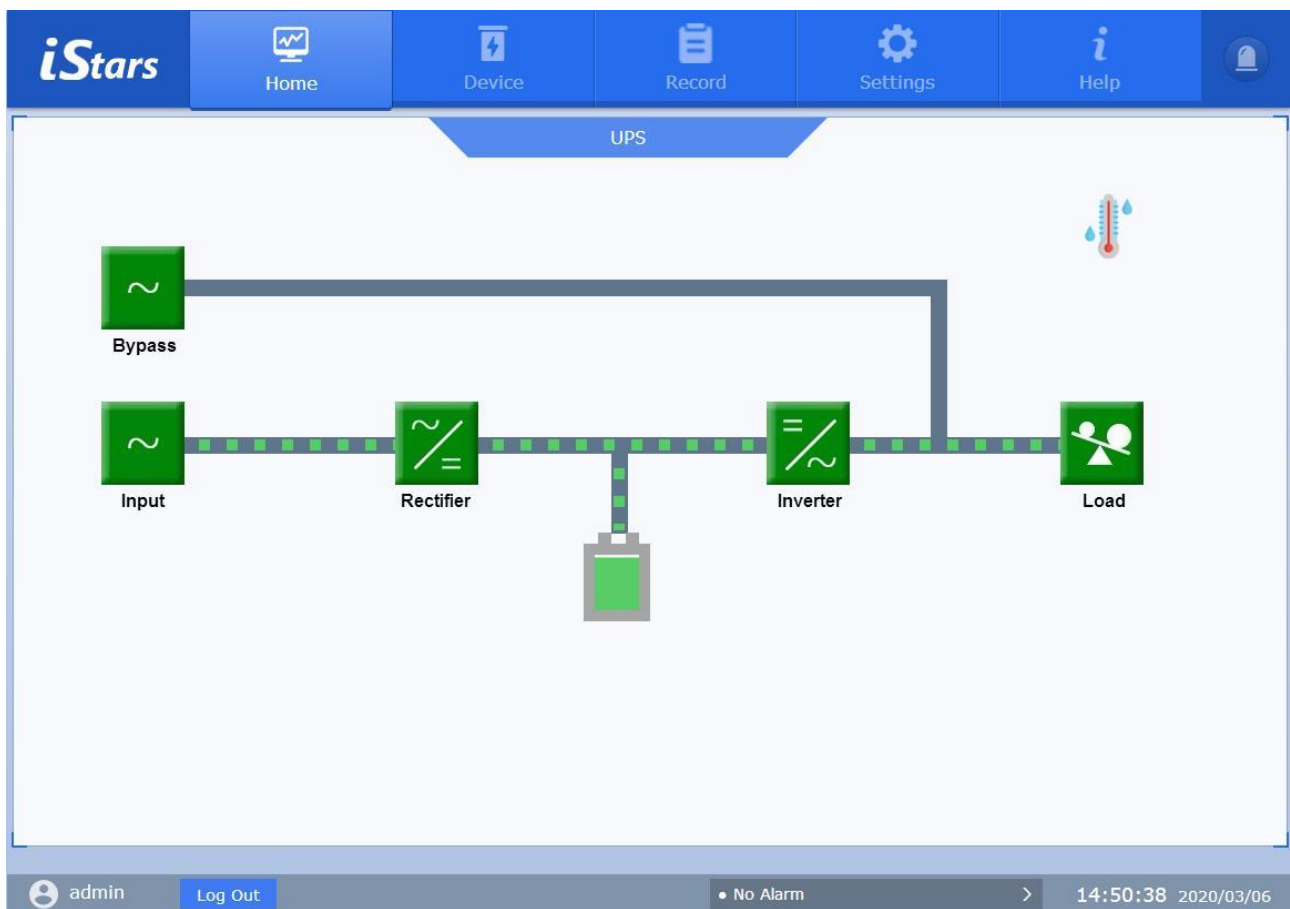 iStars
Home
Device
Record
Settings
Help
UPS
Bypass
Input
Rectifier
Inverter
Load
admin
Log Out
• No Alarm >
14:50:38 2020/03/06